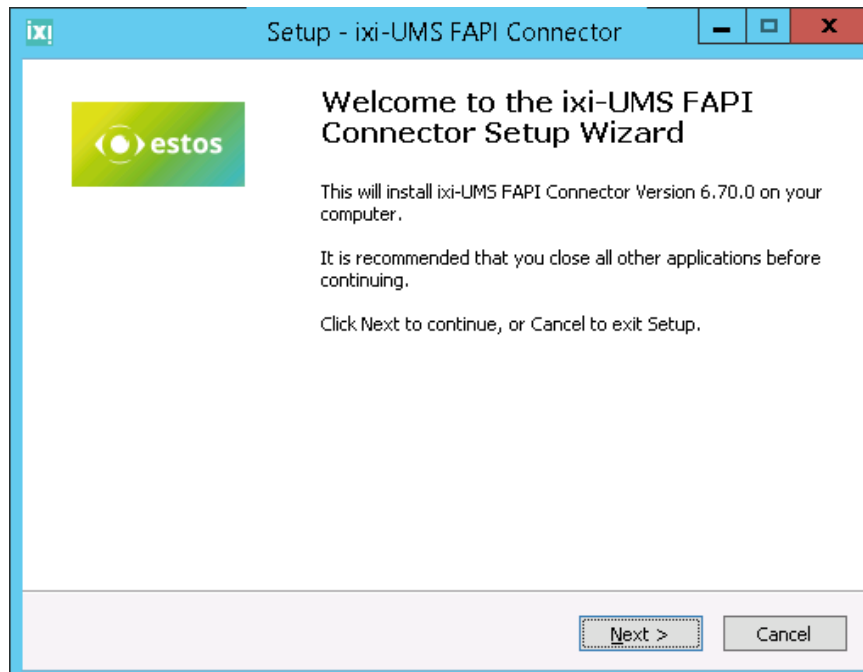 ixi
Setup - ixi-UMS FAPI Connector
estos
Welcome to the ixi-UMS FAPI
Connector Setup Wizard
This will install ixi-UMS FAPI Connector Version 6.70.0 on your
computer.
It is recommended that you close all other applications before
continuing.
Click Next to continue, or Cancel to exit Setup.
Next >
Cancel